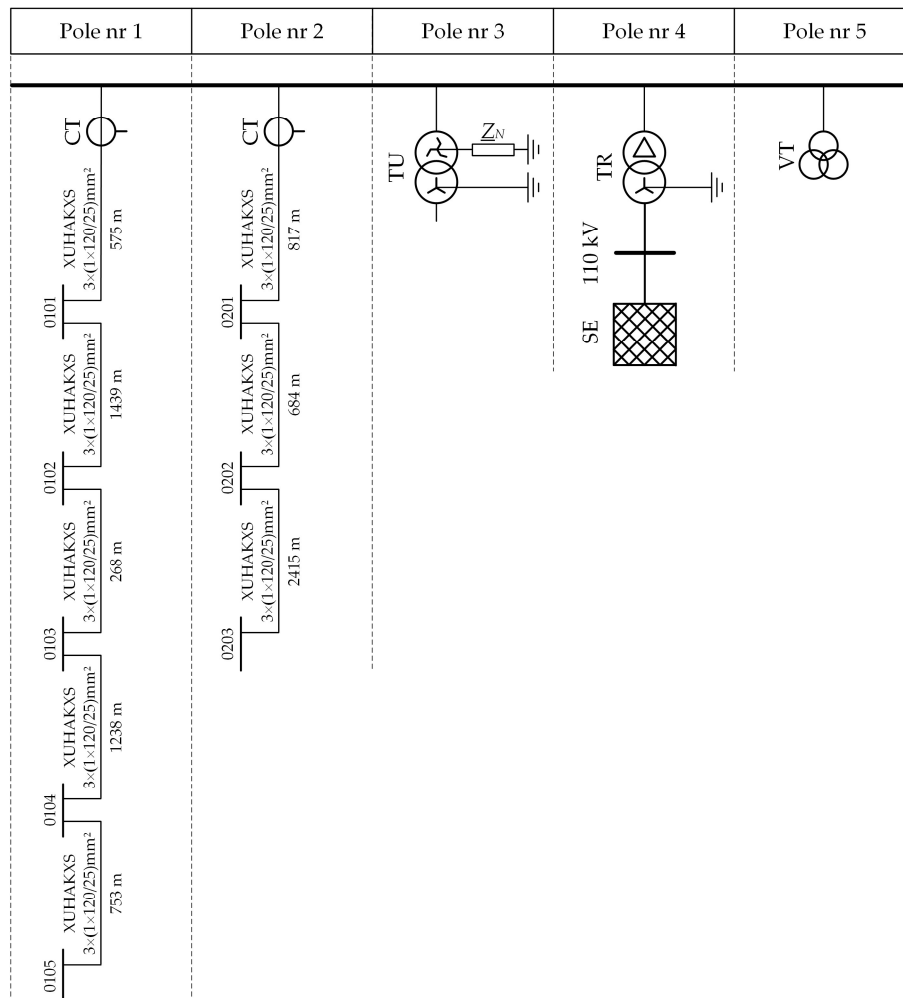 Pole nr 1
Pole nr 2
Pole nr 3
Pole nr 4
Pole nr 5
CT
XUHAKXS
3×(1×120/25)mm²
575 m
0101
XUHAKXS
3×(1×120/25)mm²
1439 m
0102
XUHAKXS
3×(1×120/25)mm²
268 m
0103
XUHAKXS
3×(1×120/25)mm²
1238 m
0104
XUHAKXS
3×(1×120/25)mm²
753 m
0105
CT
XUHAKXS
3×(1×120/25)mm²
817 m
0201
XUHAKXS
3×(1×120/25)mm²
684 m
0202
XUHAKXS
3×(1×120/25)mm²
2415 m
0203
TU
Z_N
TR
110 kV
SE
VT